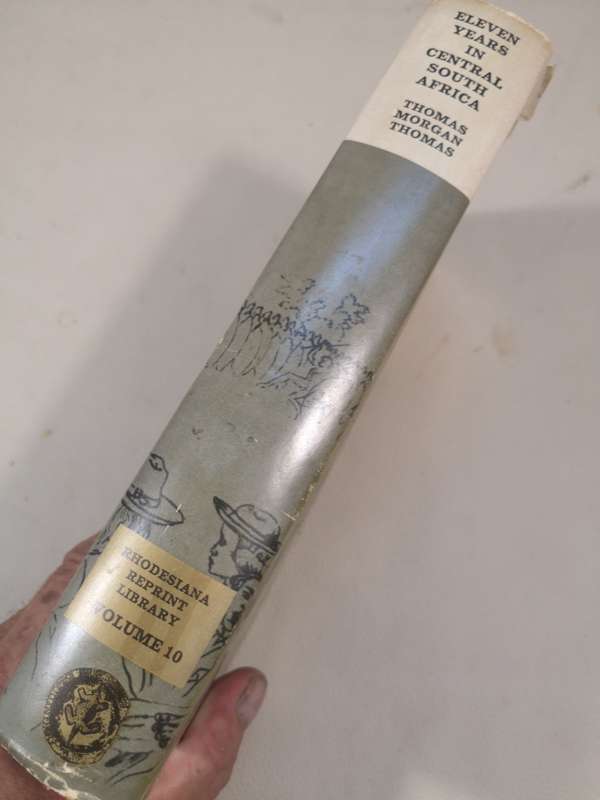 ELEVEN
YEARS
IN
CENTRAL
SOUTH
AFRICA
THOMAS
MORGAN
THOMAS
RHODESIANA
REPRINT
LIBRARY
VOLUME 10